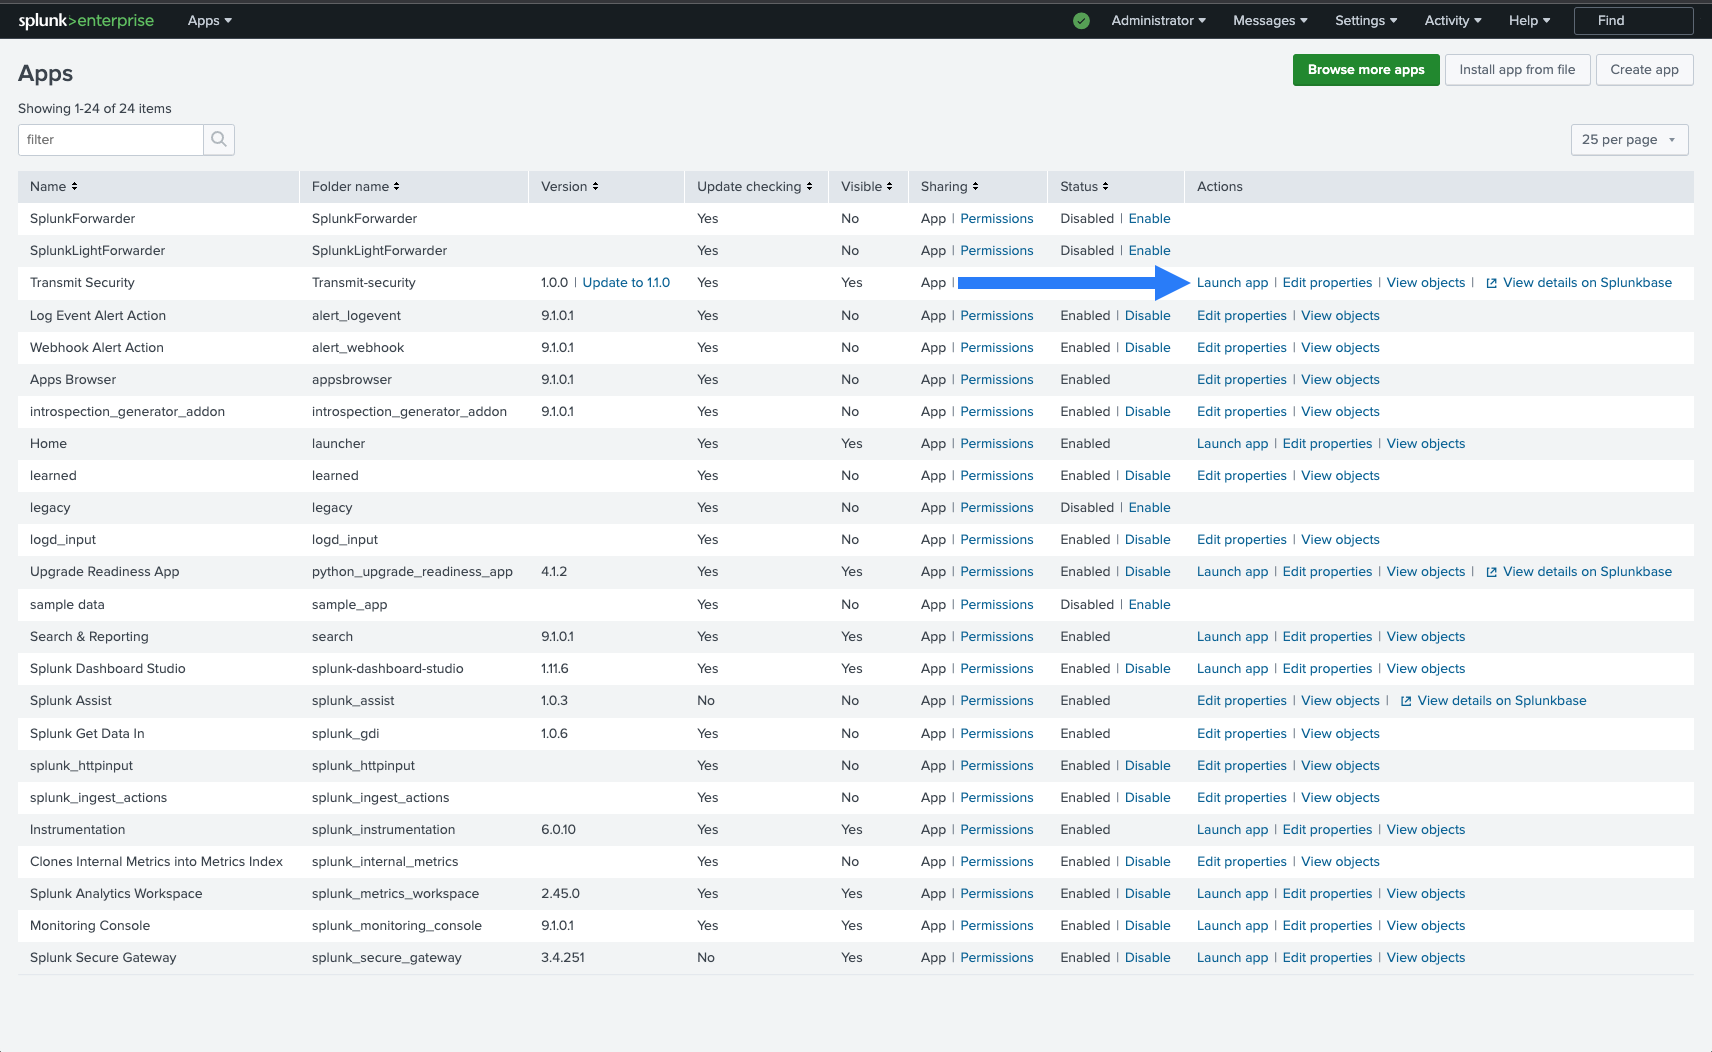 splunk>enterprise Apps Administrator Messages Settings Activity Help Find
Apps Browse more apps Install app from file Create app
Showing 1-24 of 24 items
filter 25 per page
Name Folder name Version Update checking Visible Sharing Status Actions
SplunkForwarder SplunkForwarder Yes No App | Permissions Disabled | Enable
SplunkLightForwarder SplunkLightForwarder Yes No App | Permissions Disabled | Enable
Transmit Security Transmit-security 1.0.0 | Update to 1.1.0 Yes Yes App | Launch app | Edit properties | View objects | View details on Splunkbase
Log Event Alert Action alert_logevent 9.1.0.1 Yes No App | Permissions Enabled | Disable Edit properties | View objects
Webhook Alert Action alert_webhook 9.1.0.1 Yes No App | Permissions Enabled | Disable Edit properties | View objects
Apps Browser appsbrowser 9.1.0.1 Yes No App | Permissions Enabled Edit properties | View objects
introspection_generator_addon introspection_generator_addon 9.1.0.1 Yes No App | Permissions Enabled | Disable Edit properties | View objects
Home launcher Yes Yes App | Permissions Enabled Launch app | Edit properties | View objects
learned learned Yes No App | Permissions Enabled | Disable Edit properties | View objects
legacy legacy Yes No App | Permissions Disabled | Enable
logd_input logd_input Yes No App | Permissions Enabled | Disable Edit properties | View objects
Upgrade Readiness App python_upgrade_readiness_app 4.1.2 Yes Yes App | Permissions Enabled | Disable Launch app | Edit properties | View objects | View details on Splunkbase
sample data sample_app Yes No App | Permissions Disabled | Enable
Search & Reporting search 9.1.0.1 Yes Yes App | Permissions Enabled Launch app | Edit properties | View objects
Splunk Dashboard Studio splunk-dashboard-studio 1.11.6 Yes Yes App | Permissions Enabled | Disable Launch app | Edit properties | View objects
Splunk Assist splunk_assist 1.0.3 No No App | Permissions Enabled Edit properties | View objects | View details on Splunkbase
Splunk Get Data In splunk_gdi 1.0.6 Yes No App | Permissions Enabled Edit properties | View objects
splunk_httpinput splunk_httpinput Yes No App | Permissions Enabled | Disable Edit properties | View objects
splunk_ingest_actions splunk_ingest_actions Yes No App | Permissions Enabled | Disable Edit properties | View objects
Instrumentation splunk_instrumentation 6.0.10 Yes Yes App | Permissions Enabled Launch app | Edit properties | View objects
Clones Internal Metrics into Metrics Index splunk_internal_metrics Yes No App | Permissions Enabled | Disable Edit properties | View objects
Splunk Analytics Workspace splunk_metrics_workspace 2.45.0 Yes Yes App | Permissions Enabled | Disable Launch app | Edit properties | View objects
Monitoring Console splunk_monitoring_console 9.1.0.1 Yes Yes App | Permissions Enabled | Disable Launch app | Edit properties | View objects
Splunk Secure Gateway splunk_secure_gateway 3.4.251 No Yes App | Permissions Enabled | Disable Launch app | Edit properties | View objects